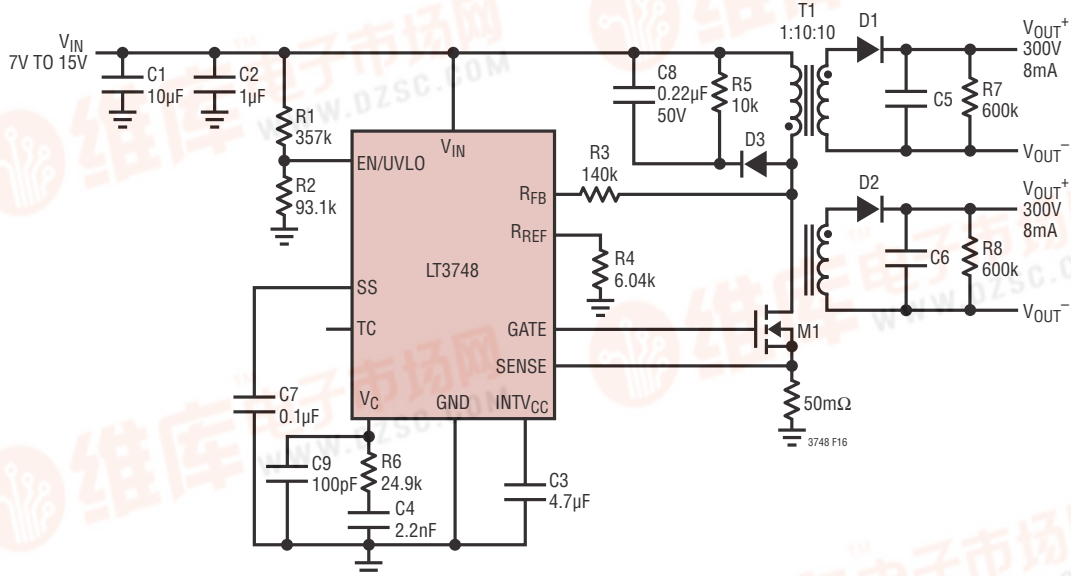 T1
1:10:10
D1
VIN
7V TO 15V
C1
10µF
C2
1µF
R1
357k
R2
93.1k
C8
0.22µF
50V
R5
10k
D3
R3
140k
R4
6.04k
VOUT+
300V
8mA
C5
R7
600k
VOUT–
D2
VOUT+
300V
8mA
C6
R8
600k
VOUT–
VIN
EN/UVLO
RFB
RREF
LT3748
SS
TC
GATE
SENSE
VC
GND
INTVCC
M1
50mΩ
3748 F16
C7
0.1µF
C9
100pF
R6
24.9k
C4
2.2nF
C3
4.7µF
维库电子市场网
WWW.DZSC.COM
TM